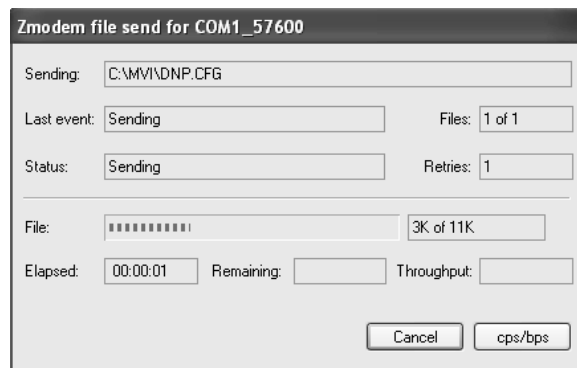 Zmodem file send for COM1_57600
Sending: C:\MVI\DNP.CFG
Last event: Sending Files: 1 of 1
Status: Sending Retries: 1
File: 3K of 11K
Elapsed: 00:00:01 Remaining: Throughput:
Cancel cps/bps